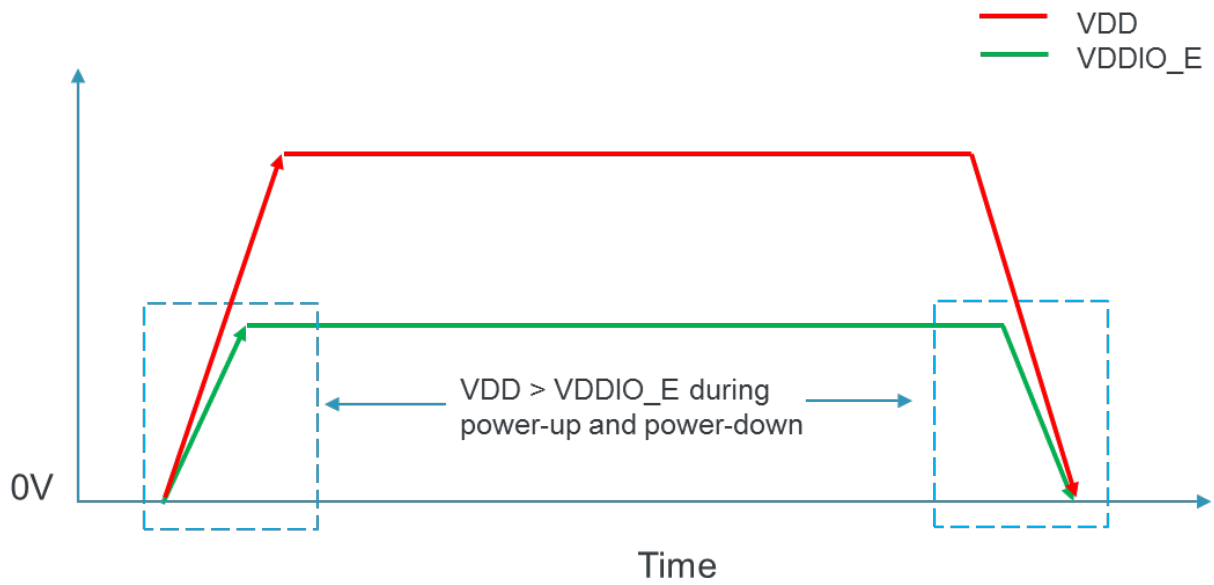 VDD
VDDIO_E
VDD > VDDIO_E during
power-up and power-down
0V
Time